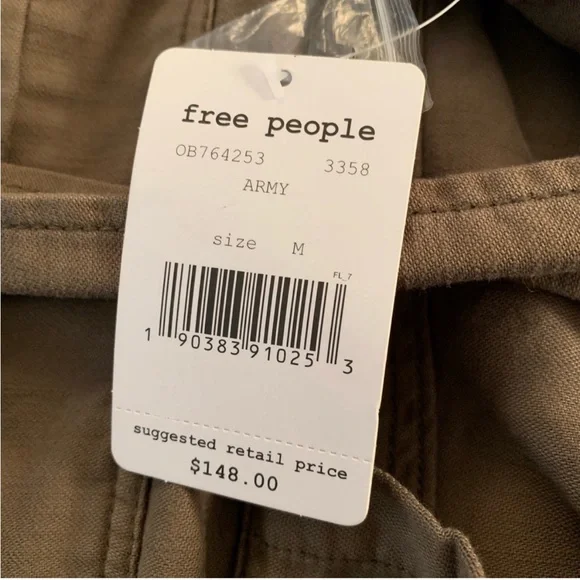 free people
OB764253 3358
ARMY
size M
FL_7
1 90383 91025 3
suggested retail price
$148.00